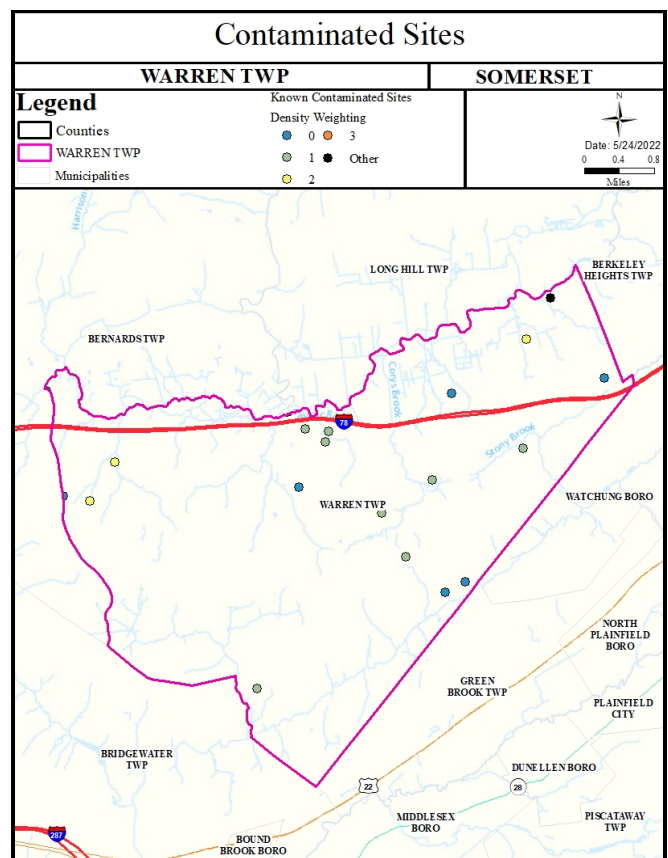 Contaminated Sites
WARREN TWP
SOMERSET
Legend
Counties
WARREN TWP
Municipalities
Known Contaminated Sites
Density Weighting
0
3
1
Other
2
N
Date: 5/24/2022
0 0.4 0.8
Miles
Harrison
LONG HILL TWP
BERKELEY
HEIGHTS TWP
BERNARDS TWP
Corys Brook
78
Stony Brook
WARREN TWP
WATCHUNG BORO
NORTH
PLAINFIELD
BORO
GREEN
BROOK TWP
PLAINFIELD
CITY
BRIDGEWATER
TWP
DUNELLEN BORO
22
28
MIDDLESEX
BORO
PISCATAWAY
TWP
287
BOUND
BROOK BORO